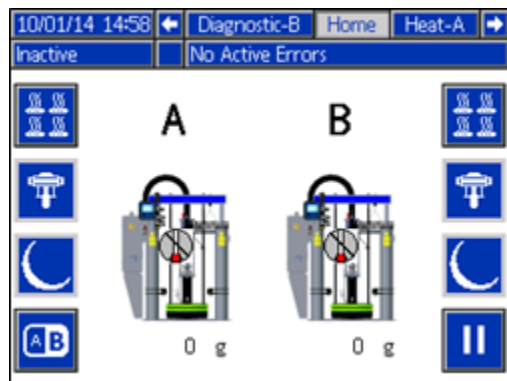 10/01/14 14:58 Diagnostic-B Home Heat-A
Inactive No Active Errors
A B
A B
0 g 0 g